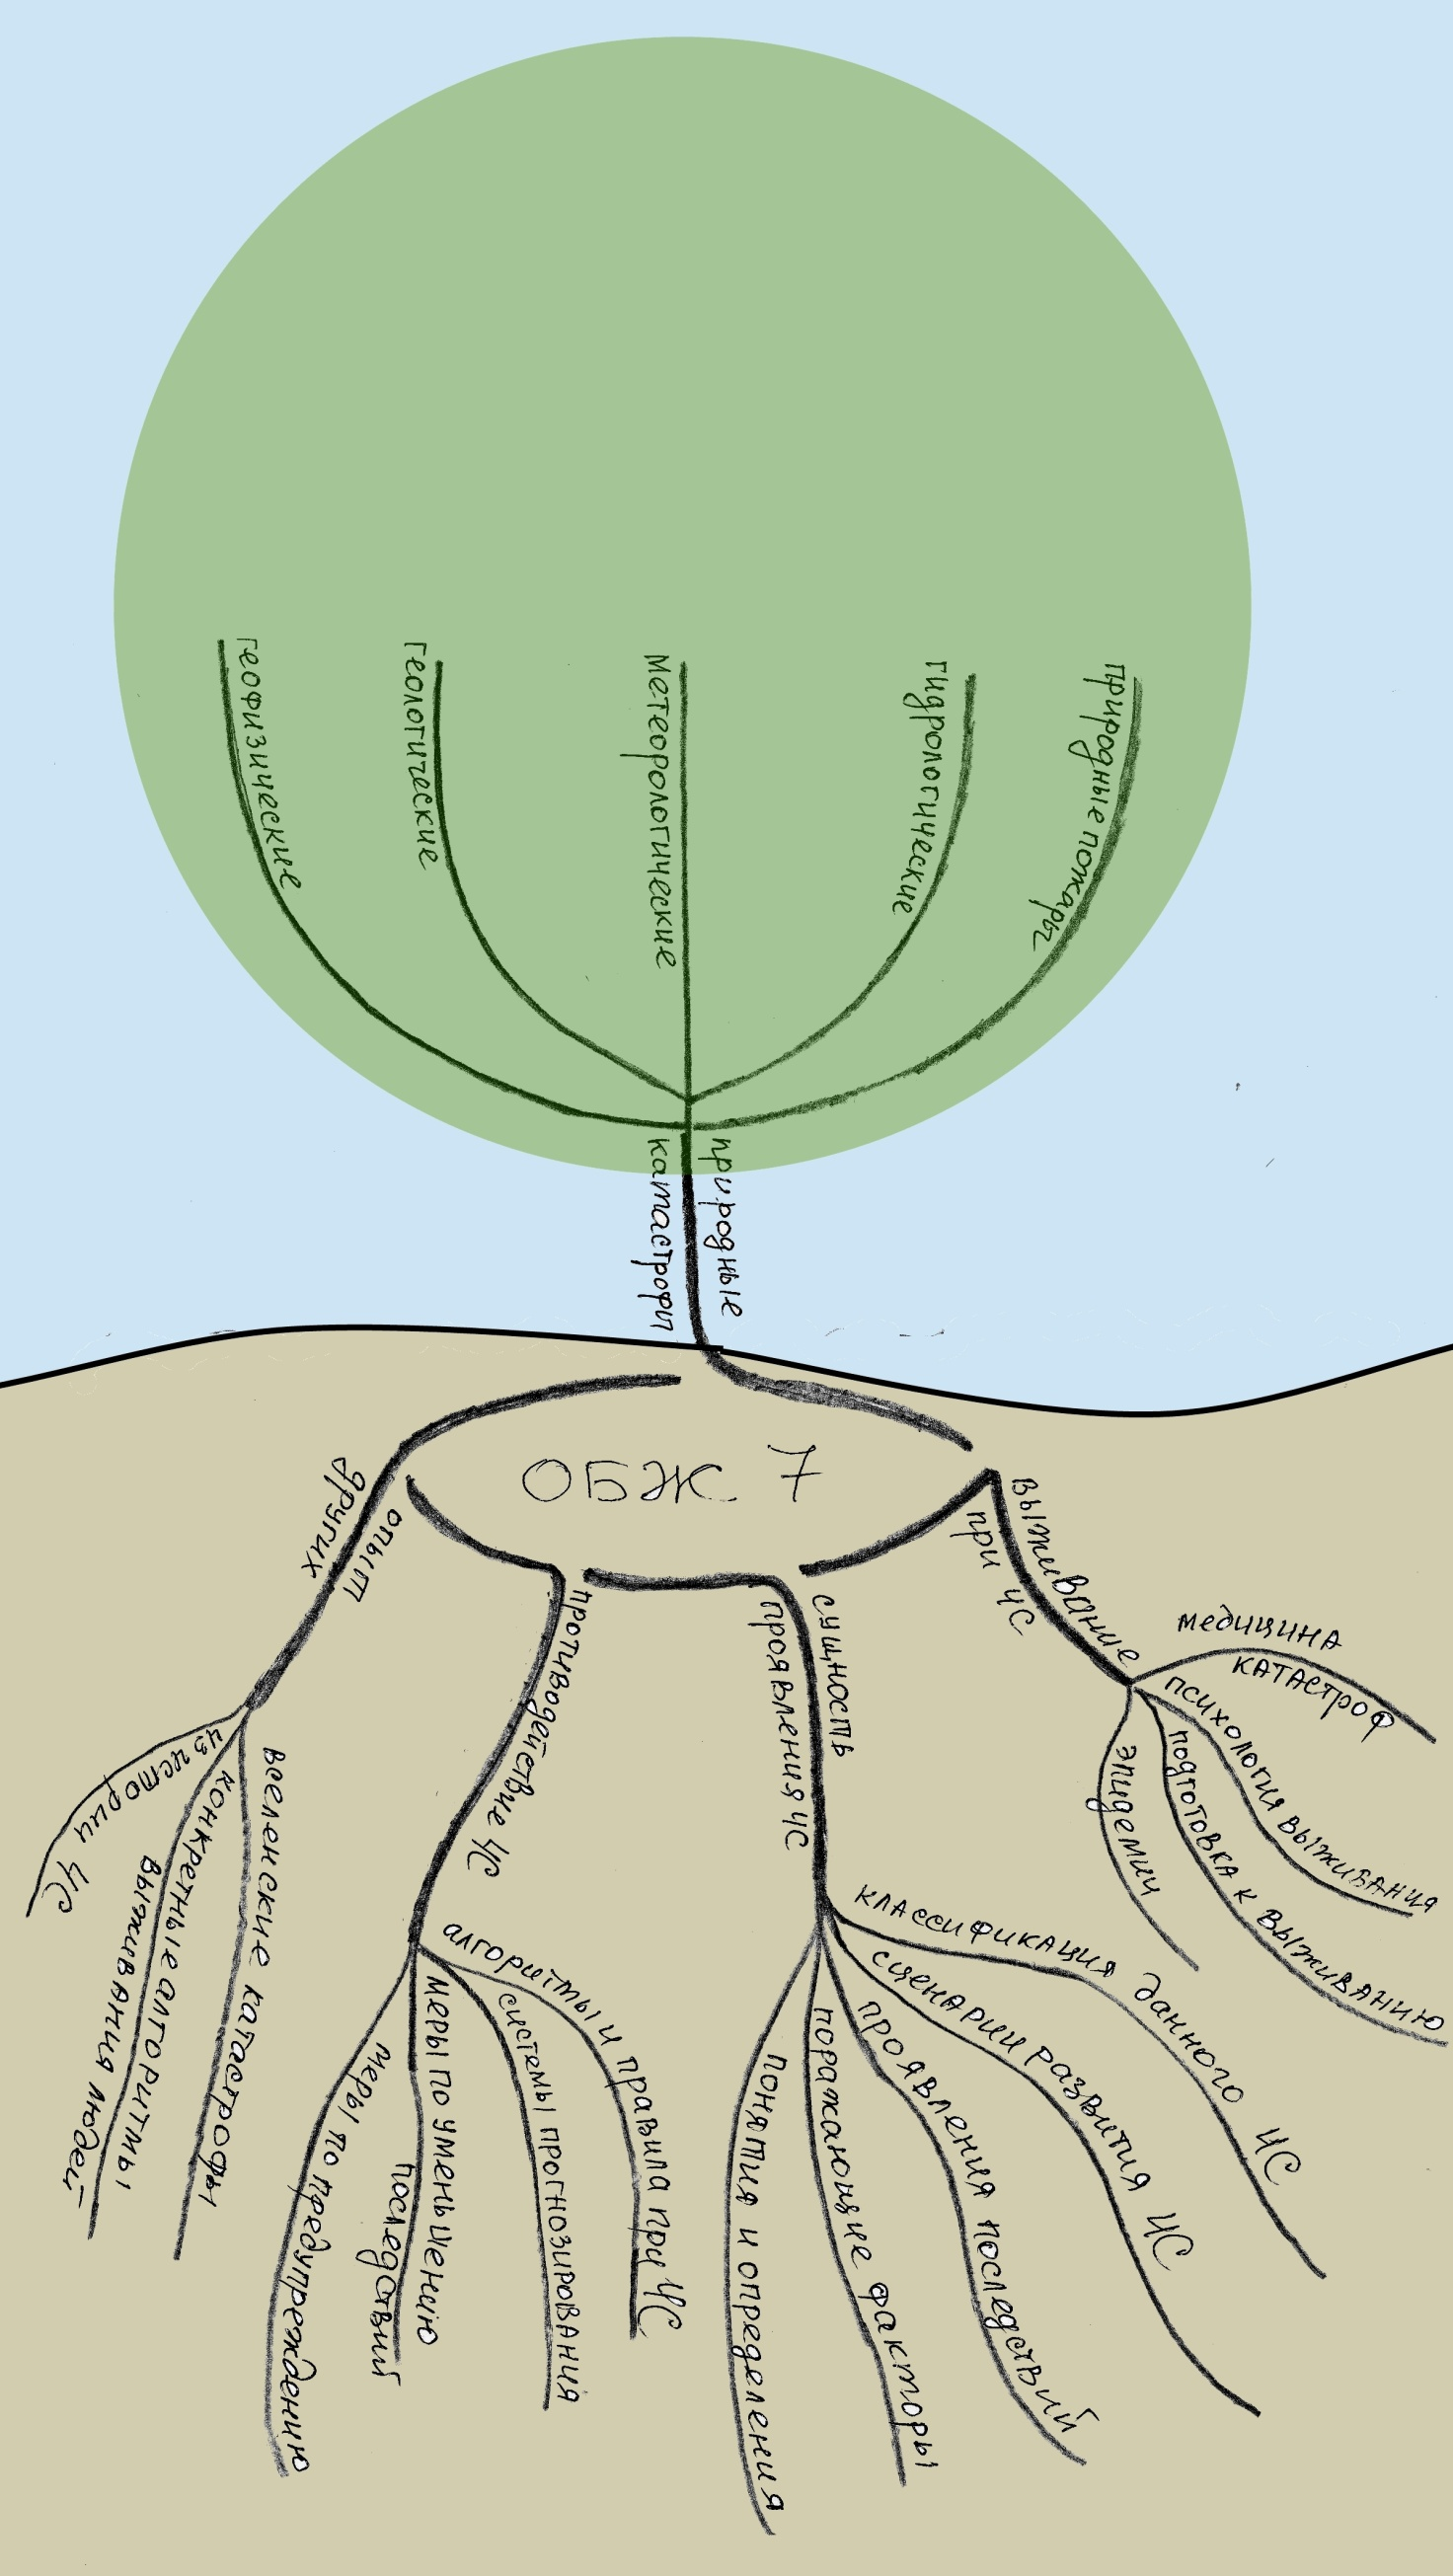 геофизические
геологические
метеорологические
гидрологические
природные пожары
природные
катастрофы
ОБЖ 7
опыт
других
из истории ЧС
конкретные алгоритмы
выживания людей
вселенские катастрофы
противодействие ЧС
меры по предупреждению
меры по уменьшению
последствий
системы прогнозирования
алгоритмы и правила при ЧС
сущность
проявления ЧС
понятия и определения
поражающие факторы
проявления последствий
сценарии развития ЧС
классификация данного ЧС
выживание
при ЧС
эпидемии
подготовка к выживанию
психология выживания
медицина
катастроф